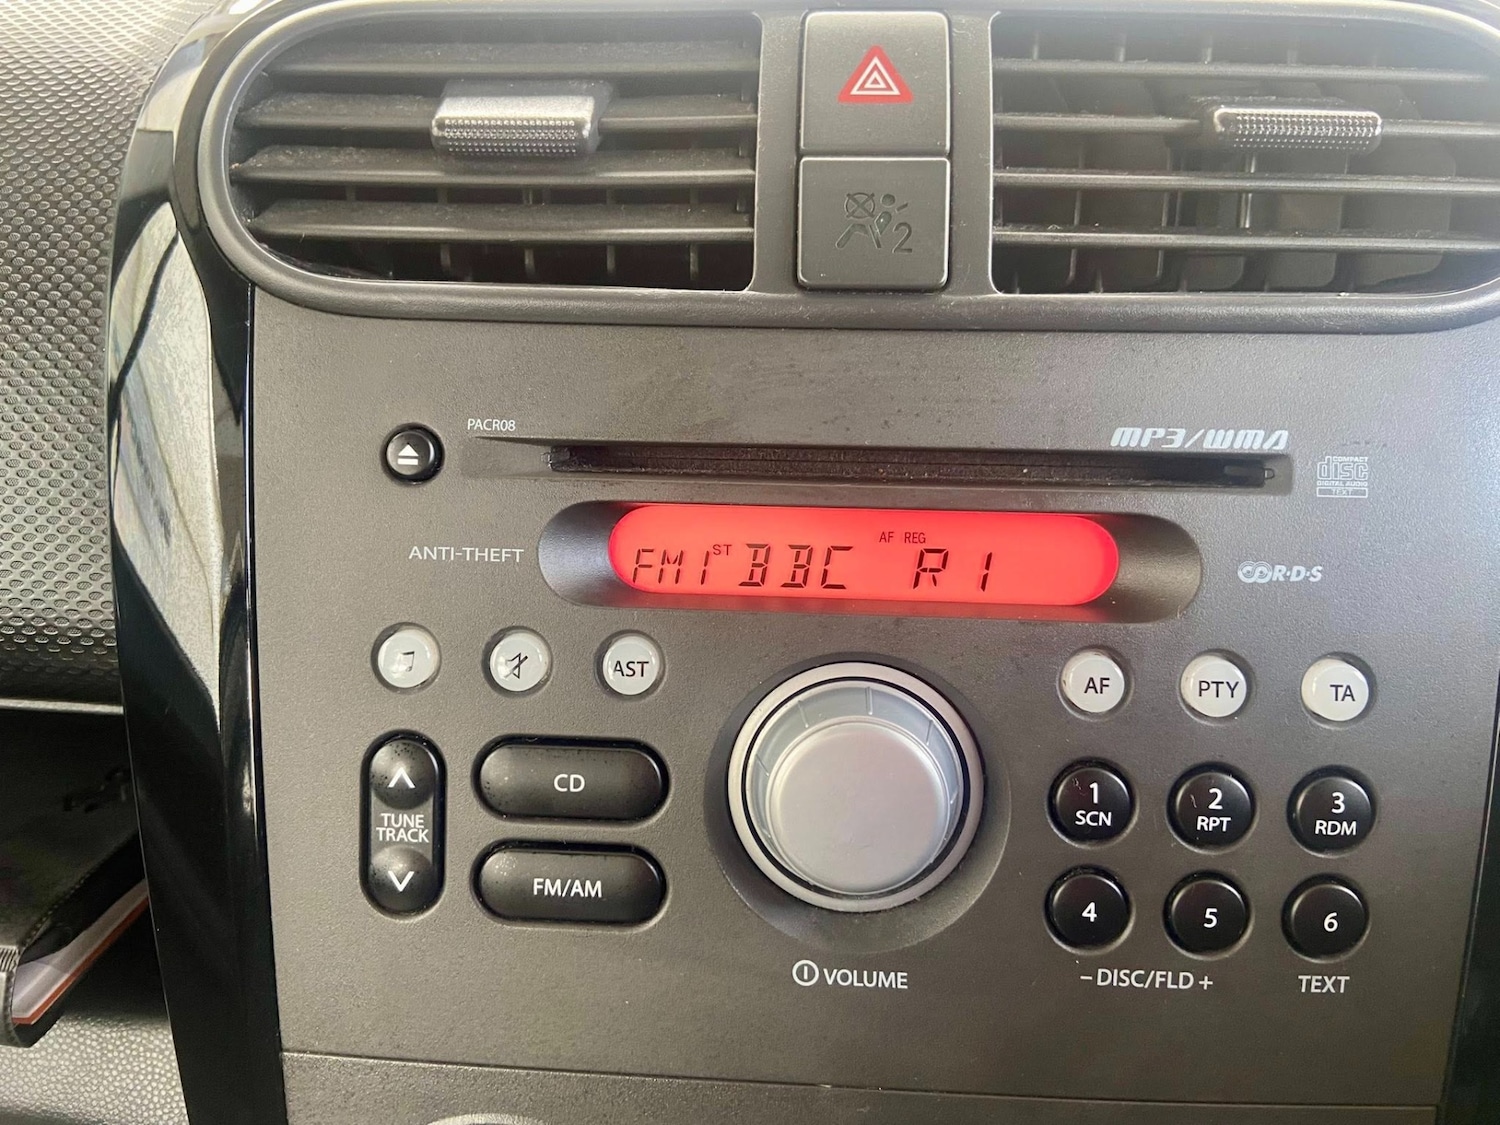 2
PACR08
MP3/WMA
COMPACT
disc
DIGITAL AUDIO
TEXT
ANTI-THEFT
AF REG
FM1 ST BBC R1
R·D·S
AST
AF
PTY
TA
TUNE
TRACK
CD
FM/AM
1
SCN
2
RPT
3
RDM
4
5
6
VOLUME
–DISC/FLD+
TEXT